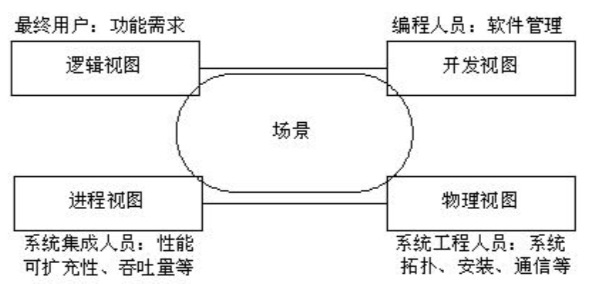 最终用户：功能需求
编程人员：软件管理
逻辑视图
开发视图
场景
进程视图
物理视图
系统集成人员：性能
可扩充性、吞吐量等
系统工程人员：系统
拓扑、安装、通信等